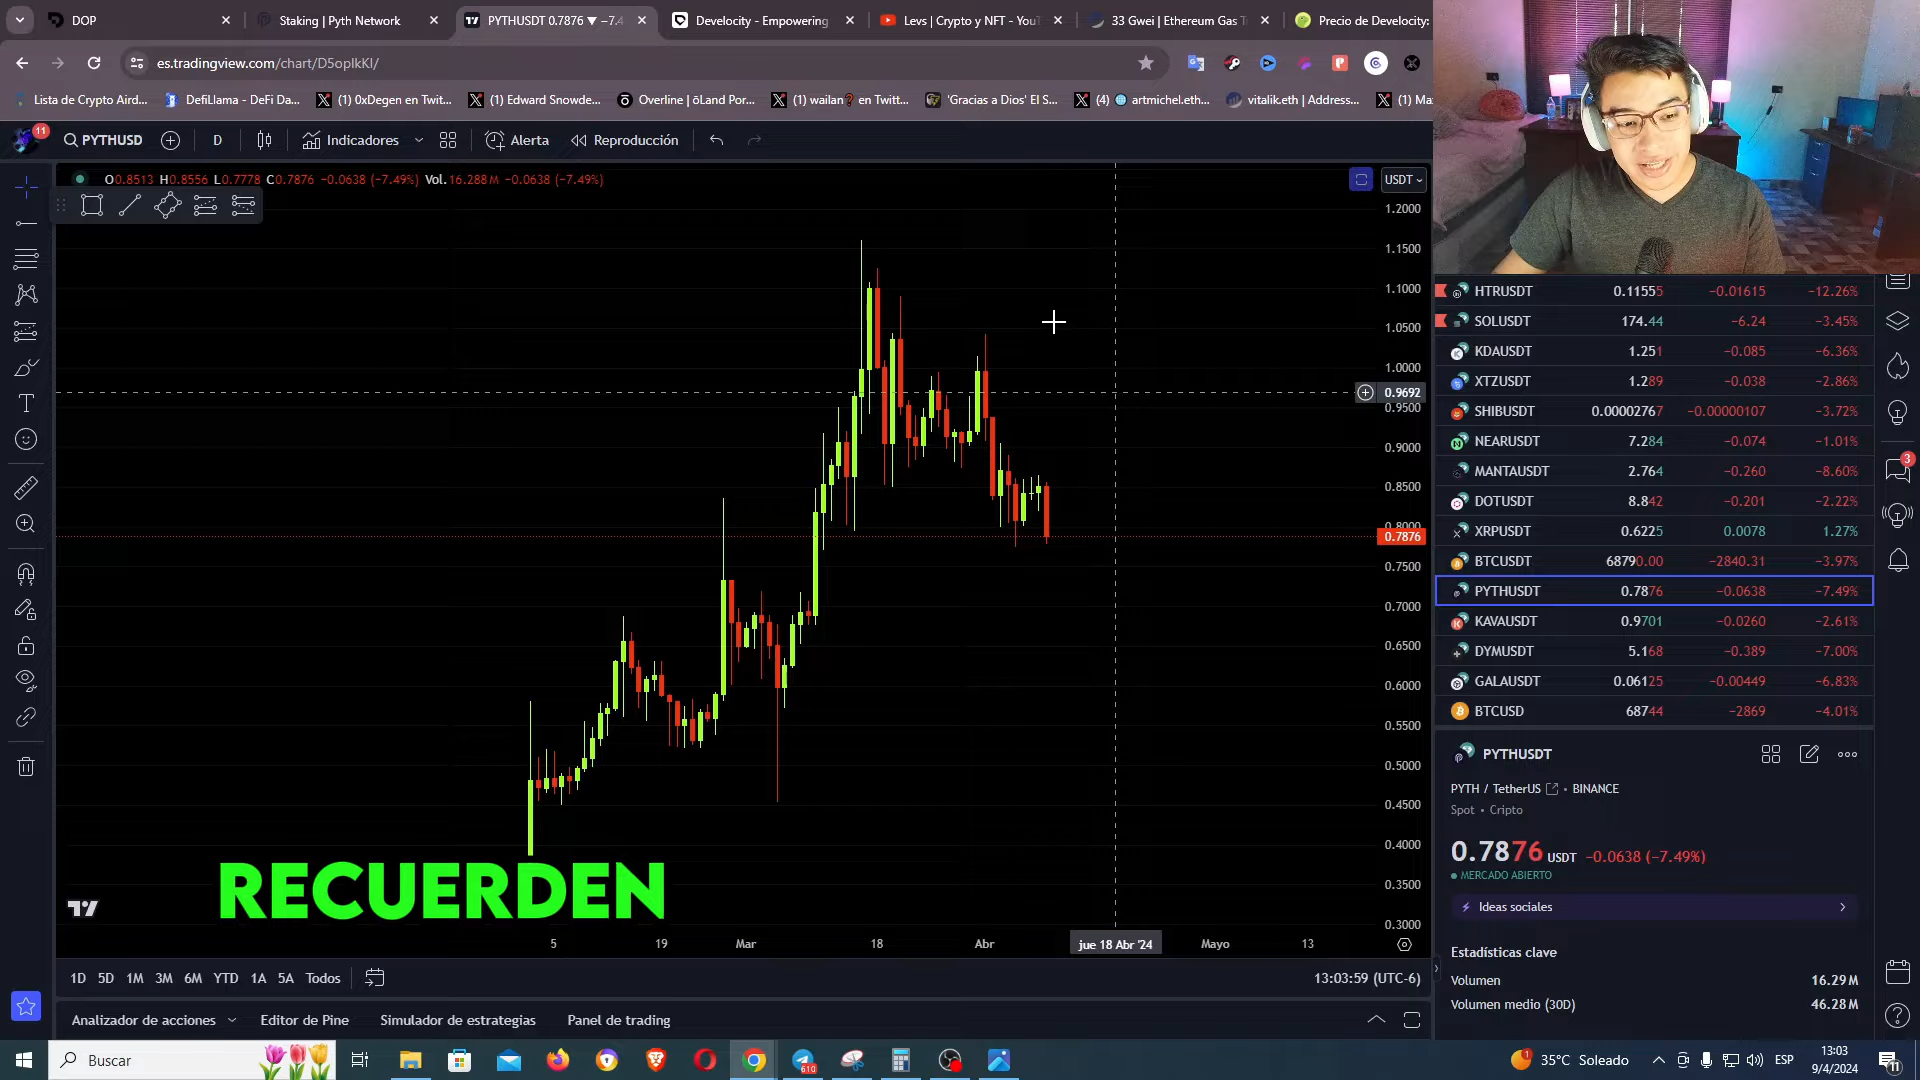 DOP
Staking | Pyth Network
PYTHUSDT 0.7876 ▼ −7.4
Develocity - Empowering
Levs | Crypto y NFT - YouT
33 Gwei | Ethereum Gas T
Precio de Develocity:
es.tradingview.com/chart/D5oplkKl/
Lista de Crypto Aird...
DefiLlama - DeFi Da...
(1) 0xDegen en Twit...
(1) Edward Snowde...
Overline | ōLand Por...
(1) wailan❓ en Twitt...
'Gracias a Dios' El S...
(4) 🌐 artmichel.eth...
vitalik.eth | Address...
(1) Ma
11
PYTHUSD
D
Indicadores
Alerta
Reproducción
O0.8513 H0.8556 L0.7778 C0.7876 −0.0638 (−7.49%) Vol.16.288 M −0.0638 (−7.49%)
USDT
1.2000
1.1500
1.1000
1.0500
1.0000
0.9692
0.9500
0.9000
0.8500
0.8000
0.7876
0.7500
0.7000
0.6500
0.6000
0.5500
0.5000
0.4500
0.4000
0.3500
0.3000
RECUERDEN
5
19
Mar
18
Abr
jue 18 Abr '24
Mayo
13
1D 5D 1M 3M 6M YTD 1A 5A Todos
13:03:59 (UTC-6)
Analizador de acciones
Editor de Pine
Simulador de estrategias
Panel de trading
HTRUSDT 0.11555 −0.01615 −12.26%
SOLUSDT 174.44 −6.24 −3.45%
KDAUSDT 1.251 −0.085 −6.36%
XTZUSDT 1.289 −0.038 −2.86%
SHIBUSDT 0.00002767 −0.00000107 −3.72%
NEARUSDT 7.284 −0.074 −1.01%
MANTAUSDT 2.764 −0.260 −8.60%
DOTUSDT 8.842 −0.201 −2.22%
XRPUSDT 0.6225 0.0078 1.27%
BTCUSDT 68790.00 −2840.31 −3.97%
PYTHUSDT 0.7876 −0.0638 −7.49%
KAVAUSDT 0.9701 −0.0260 −2.61%
DYMUSDT 5.168 −0.389 −7.00%
GALAUSDT 0.06125 −0.00449 −6.83%
BTCUSD 68744 −2869 −4.01%
3
PYTHUSDT
PYTH / TetherUS • BINANCE
Spot • Cripto
0.7876 USDT −0.0638 (−7.49%)
MERCADO ABIERTO
Ideas sociales
Estadísticas clave
Volumen 16.29 M
Volumen medio (30D) 46.28 M
Buscar
610
1
35°C Soleado
ESP
13:03
9/4/2024
11